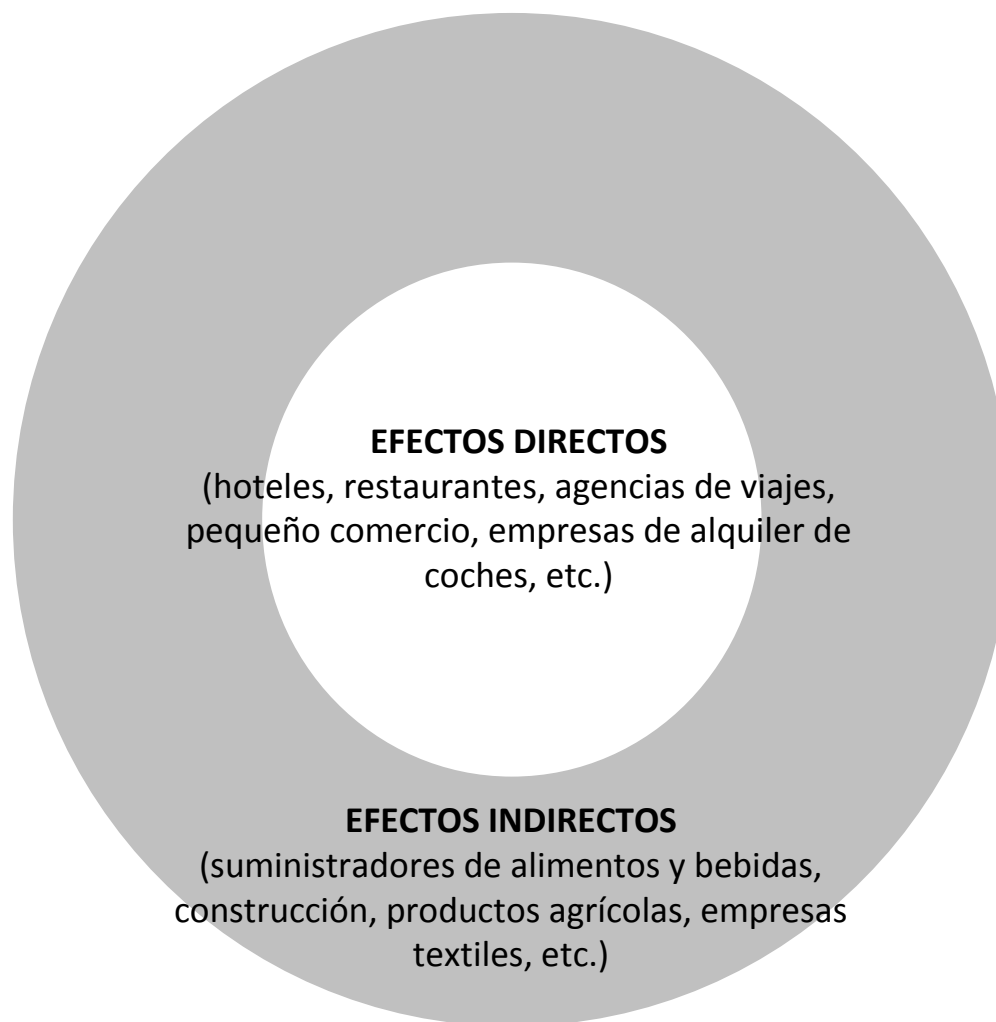 EFECTOS DIRECTOS
(hoteles, restaurantes, agencias de viajes,
pequeño comercio, empresas de alquiler de
coches, etc.)
EFECTOS INDIRECTOS
(suministradores de alimentos y bebidas,
construcción, productos agrícolas, empresas
textiles, etc.)